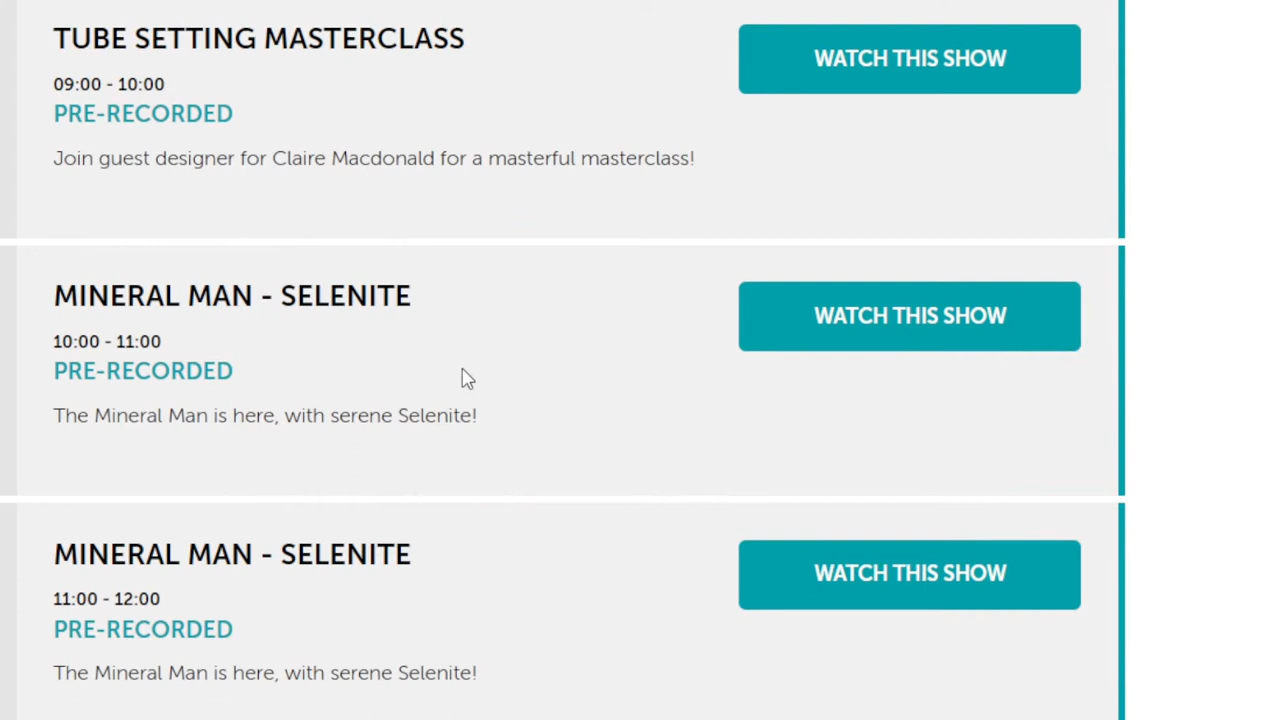 TUBE SETTING MASTERCLASS
WATCH THIS SHOW
09:00 - 10:00
PRE-RECORDED
Join guest designer for Claire Macdonald for a masterful masterclass!
MINERAL MAN - SELENITE
WATCH THIS SHOW
10:00 - 11:00
PRE-RECORDED
The Mineral Man is here, with serene Selenite!
MINERAL MAN - SELENITE
WATCH THIS SHOW
11:00 - 12:00
PRE-RECORDED
The Mineral Man is here, with serene Selenite!